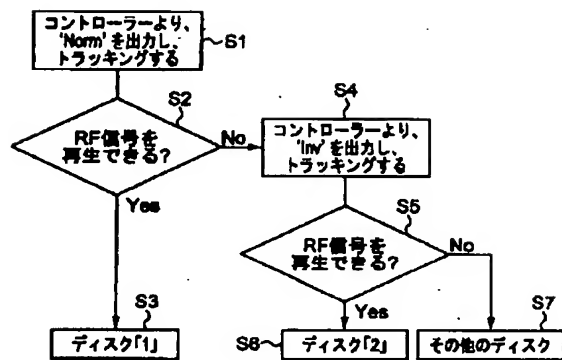 コントローラーより、
'Norm'を出力し、
トラッキングする
S1
S2
RF信号を
再生できる?
No
Yes
S3
ディスク「1」
S4
コントローラーより、
'Inv'を出力し、
トラッキングする
S5
RF信号を
再生できる?
No
Yes
S6
ディスク「2」
S7
その他のディスク